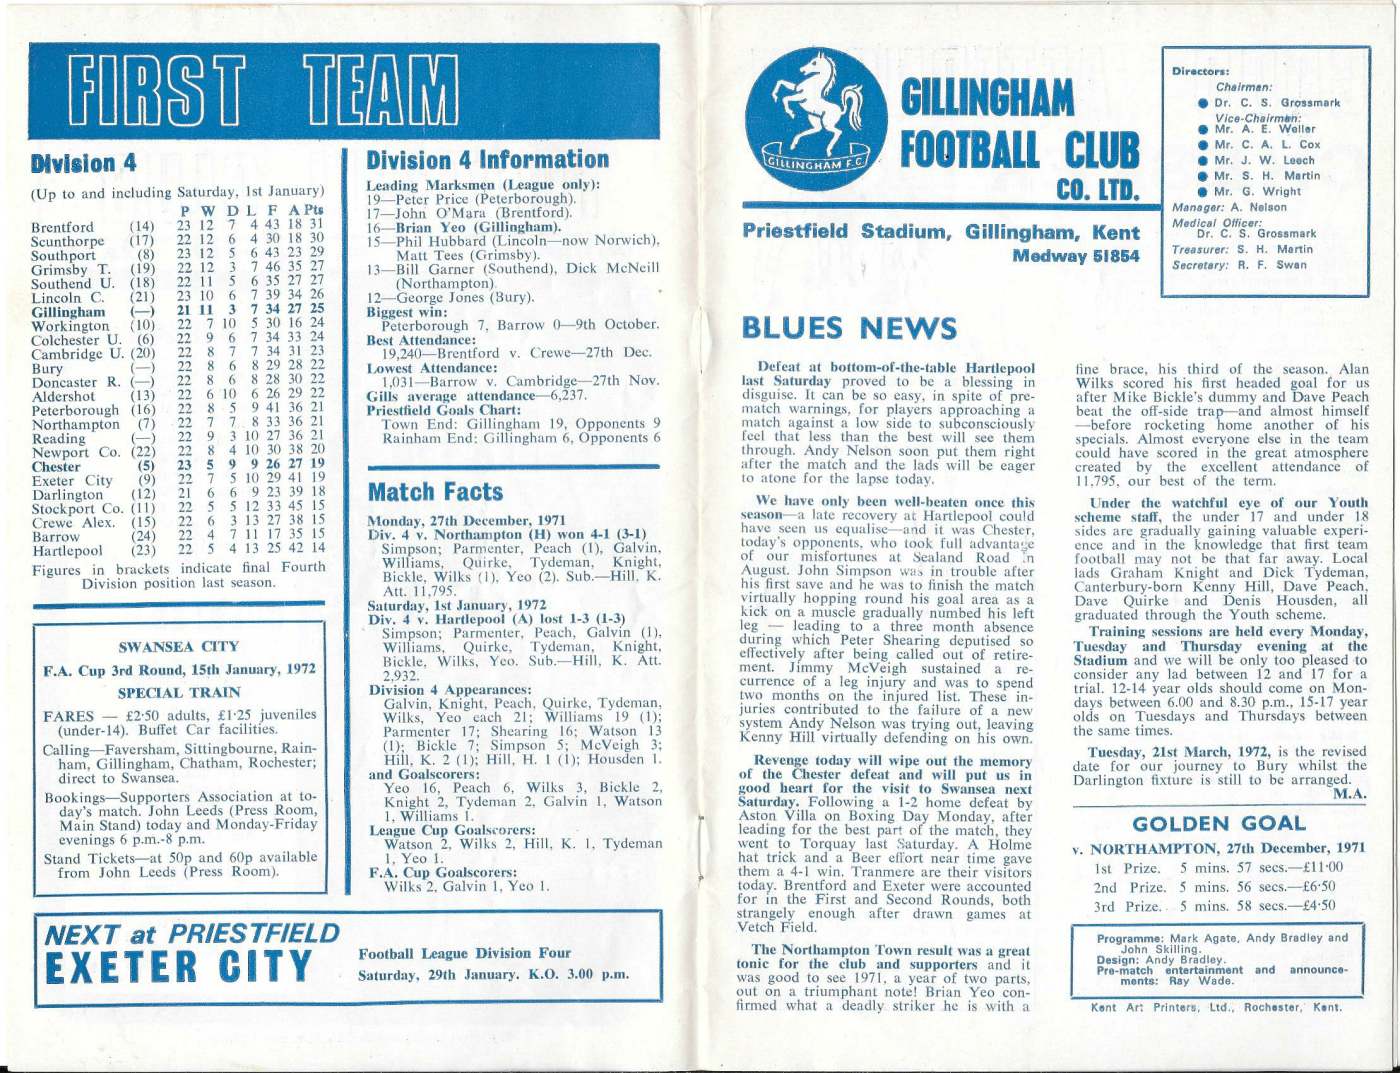 FIRST TEAM
Division 4
(Up to and including Saturday, 1st January)
P W D L F A Pts
Brentford (14) 23 12 7 4 43 18 31
Scunthorpe (17) 22 12 6 4 30 18 30
Southport (8) 23 12 5 6 43 23 29
Grimsby T. (19) 22 12 3 7 46 35 27
Southend U. (18) 22 11 5 6 35 27 27
Lincoln C. (21) 23 10 6 7 39 34 26
Gillingham (—) 21 11 3 7 34 27 25
Workington (10) 22 7 10 5 30 16 24
Colchester U. (6) 22 9 6 7 34 33 24
Cambridge U. (20) 22 8 7 7 34 31 23
Bury (—) 22 8 6 8 29 28 22
Doncaster R. (—) 22 8 6 8 28 30 22
Aldershot (13) 22 6 10 6 26 29 22
Peterborough (16) 22 8 5 9 41 36 21
Northampton (7) 22 7 7 8 33 36 21
Reading (—) 22 9 3 10 27 36 21
Newport Co. (22) 22 8 4 10 30 38 20
Chester (5) 23 5 9 9 26 27 19
Exeter City (9) 22 7 5 10 29 41 19
Darlington (12) 21 6 6 9 23 39 18
Stockport Co. (11) 22 5 5 12 33 45 15
Crewe Alex. (15) 22 6 3 13 27 38 15
Barrow (24) 22 4 7 11 17 35 15
Hartlepool (23) 22 5 4 13 25 42 14
Figures in brackets indicate final Fourth
Division position last season.
SWANSEA CITY
F.A. Cup 3rd Round, 15th January, 1972
SPECIAL TRAIN
FARES — £2·50 adults, £1·25 juveniles
(under-14). Buffet Car facilities.
Calling—Faversham, Sittingbourne, Rain-
ham, Gillingham, Chatham, Rochester;
direct to Swansea.
Bookings—Supporters Association at to-
day's match. John Leeds (Press Room,
Main Stand) today and Monday-Friday
evenings 6 p.m.-8 p.m.
Stand Tickets—at 50p and 60p available
from John Leeds (Press Room).
Division 4 Information
Leading Marksmen (League only):
19—Peter Price (Peterborough).
17—John O'Mara (Brentford).
16—Brian Yeo (Gillingham).
15—Phil Hubbard (Lincoln—now Norwich),
Matt Tees (Grimsby).
13—Bill Garner (Southend), Dick McNeill
(Northampton)
12—George Jones (Bury).
Biggest win:
Peterborough 7, Barrow 0—9th October.
Best Attendance:
19,240—Brentford v. Crewe—27th Dec.
Lowest Attendance:
1,031—Barrow v. Cambridge—27th Nov.
Gills average attendance—6,237.
Priestfield Goals Chart:
Town End: Gillingham 19, Opponents 9
Rainham End: Gillingham 6, Opponents 6
Match Facts
Monday, 27th December, 1971
Div. 4 v. Northampton (H) won 4-1 (3-1)
Simpson; Parmenter, Peach (1), Galvin,
Williams, Quirke, Tydeman, Knight,
Bickle, Wilks (1), Yeo (2). Sub.—Hill, K.
Att. 11,795.
Saturday, 1st January, 1972
Div. 4 v. Hartlepool (A) lost 1-3 (1-3)
Simpson; Parmenter, Peach, Galvin (1),
Williams, Quirke, Tydeman, Knight,
Bickle, Wilks, Yeo. Sub.—Hill, K. Att.
2,932.
Division 4 Appearances:
Galvin, Knight, Peach, Quirke, Tydeman,
Wilks, Yeo each 21; Williams 19 (1);
Parmenter 17; Shearing 16; Watson 13
(1); Bickle 7; Simpson 5; McVeigh 3;
Hill, K. 2 (1); Hill, H. 1 (1); Housden 1.
and Goalscorers:
Yeo 16, Peach 6, Wilks 3, Bickle 2,
Knight 2, Tydeman 2, Galvin 1, Watson
1, Williams 1.
League Cup Goalscorers:
Watson 2, Wilks 2, Hill, K. 1, Tydeman
1, Yeo 1.
F.A. Cup Goalscorers:
Wilks 2, Galvin 1, Yeo 1.
NEXT at PRIESTFIELD
EXETER CITY
Football League Division Four
Saturday, 29th January. K.O. 3.00 p.m.
GILLINGHAM F.C.
GILLINGHAM
FOOTBALL CLUB
CO. LTD.
Priestfield Stadium, Gillingham, Kent
Medway 51854
Directors:
Chairman:
● Dr. C. S. Grossmark
Vice-Chairman:
● Mr. A. E. Weller
● Mr. C. A. L. Cox
● Mr. J. W. Leech
● Mr. S. H. Martin
● Mr. G. Wright
Manager: A. Nelson
Medical Officer:
Dr. C. S. Grossmark
Treasurer: S. H. Martin
Secretary: R. F. Swan
BLUES NEWS
Defeat at bottom-of-the-table Hartlepool
last Saturday proved to be a blessing in
disguise. It can be so easy, in spite of pre-
match warnings, for players approaching a
match against a low side to subconsciously
feel that less than the best will see them
through. Andy Nelson soon put them right
after the match and the lads will be eager
to atone for the lapse today.
We have only been well-beaten once this
season—a late recovery at Hartlepool could
have seen us equalise—and it was Chester,
today's opponents, who took full advantage
of our misfortunes at Sealand Road in
August. John Simpson was in trouble after
his first save and he was to finish the match
virtually hopping round his goal area as a
kick on a muscle gradually numbed his left
leg — leading to a three month absence
during which Peter Shearing deputised so
effectively after being called out of retire-
ment. Jimmy McVeigh sustained a re-
currence of a leg injury and was to spend
two months on the injured list. These in-
juries contributed to the failure of a new
system Andy Nelson was trying out, leaving
Kenny Hill virtually defending on his own.
Revenge today will wipe out the memory
of the Chester defeat and will put us in
good heart for the visit to Swansea next
Saturday. Following a 1-2 home defeat by
Aston Villa on Boxing Day Monday, after
leading for the best part of the match, they
went to Torquay last Saturday. A Holme
hat trick and a Beer effort near time gave
them a 4-1 win. Tranmere are their visitors
today. Brentford and Exeter were accounted
for in the First and Second Rounds, both
strangely enough after drawn games at
Vetch Field.
The Northampton Town result was a great
tonic for the club and supporters and it
was good to see 1971, a year of two parts,
out on a triumphant note! Brian Yeo con-
firmed what a deadly striker he is with a
fine brace, his third of the season. Alan
Wilks scored his first headed goal for us
after Mike Bickle's dummy and Dave Peach
beat the off-side trap—and almost himself
—before rocketing home another of his
specials. Almost everyone else in the team
could have scored in the great atmosphere
created by the excellent attendance of
11,795, our best of the term.
Under the watchful eye of our Youth
scheme staff, the under 17 and under 18
sides are gradually gaining valuable experi-
ence and in the knowledge that first team
football may not be that far away. Local
lads Graham Knight and Dick Tydeman,
Canterbury-born Kenny Hill, Dave Peach,
Dave Quirke and Denis Housden, all
graduated through the Youth scheme.
Training sessions are held every Monday,
Tuesday and Thursday evening at the
Stadium and we will be only too pleased to
consider any lad between 12 and 17 for a
trial. 12-14 year olds should come on Mon-
days between 6.00 and 8.30 p.m., 15-17 year
olds on Tuesdays and Thursdays between
the same times.
Tuesday, 21st March, 1972, is the revised
date for our journey to Bury whilst the
Darlington fixture is still to be arranged.
M.A.
GOLDEN GOAL
v. NORTHAMPTON, 27th December, 1971
1st Prize. 5 mins. 57 secs.—£11·00
2nd Prize. 5 mins. 56 secs.—£6·50
3rd Prize. 5 mins. 58 secs.—£4·50
Programme: Mark Agate, Andy Bradley and
John Skilling.
Design: Andy Bradley.
Pre-match entertainment and announce-
ments: Ray Wade.
Kent Art Printers, Ltd., Rochester, Kent.